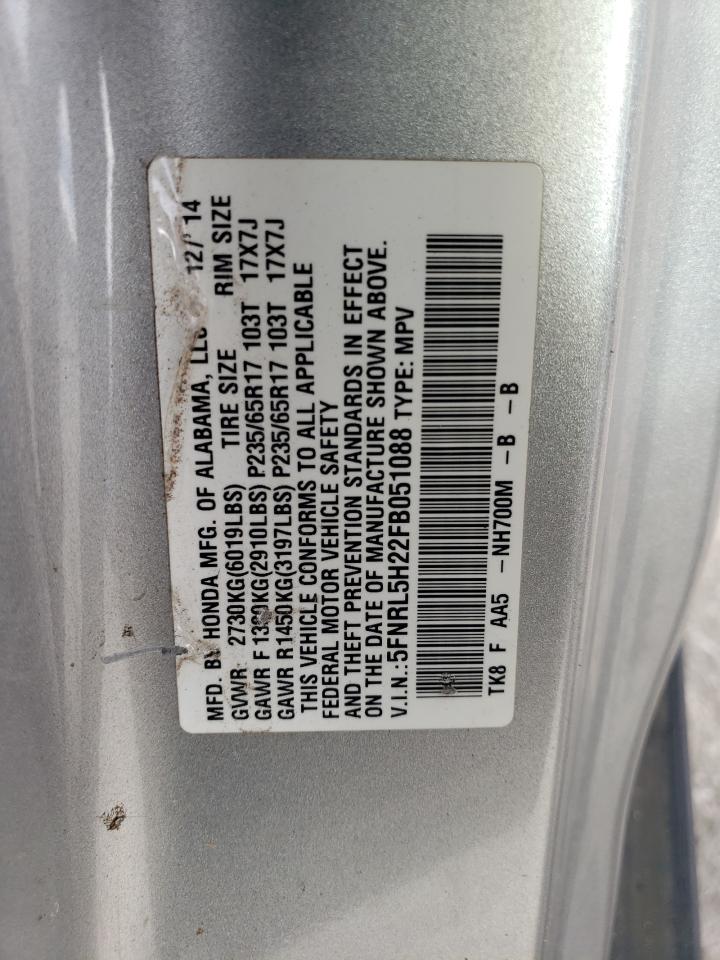 MFD. BY HONDA MFG. OF ALABAMA, LLC 12/ 14
GVWR 2730KG(6019LBS) TIRE SIZE RIM SIZE
GAWR F (2910LBS) P235/65R17 103T 17X7J
GAWR R1450KG(3197LBS) P235/65R17 103T 17X7J
THIS VEHICLE CONFORMS TO ALL APPLICABLE
FEDERAL MOTOR VEHICLE SAFETY
AND THEFT PREVENTION STANDARDS IN EFFECT
ON THE DATE OF MANUFACTURE SHOWN ABOVE.
V.I.N.:5FNRL5H22FB051088 TYPE: MPV
TK8 F AA5 -NH700M -B -B